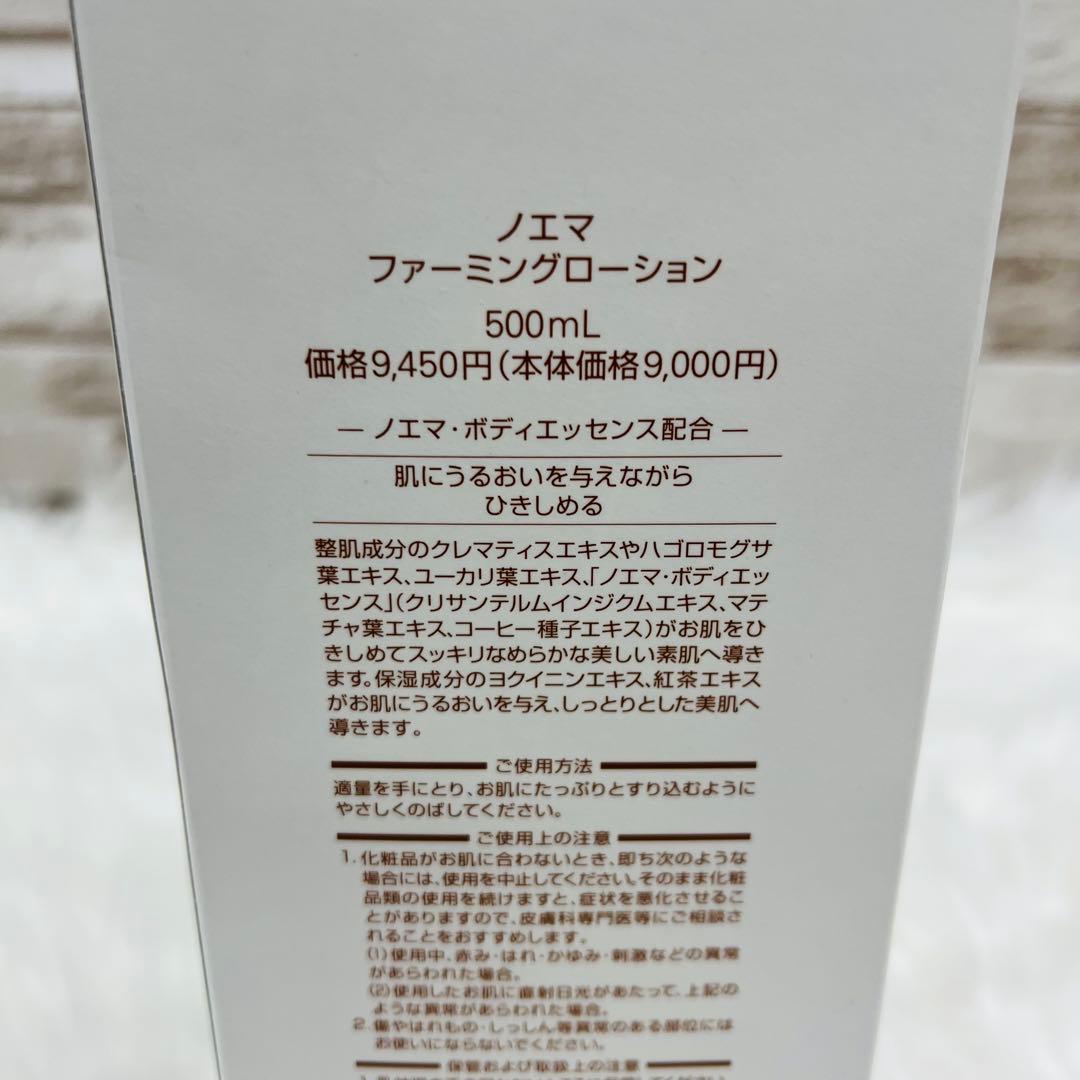 ノエマ
ファーミングローション
500mL
価格9,450円(本体価格9,000円)
― ノエマ・ボディエッセンス配合 ―
肌にうるおいを与えながら
ひきしめる
整肌成分のクレマティスエキスやハゴロモグサ
葉エキス、ユーカリ葉エキス、「ノエマ・ボディエッ
センス」(クリサンテルムインジクムエキス、マテ
チャ葉エキス、コーヒー種子エキス)がお肌をひ
きしめてスッキリなめらかな美しい素肌へ導き
ます。保湿成分のヨクイニンエキス、紅茶エキス
がお肌にうるおいを与え、しっとりとした美肌へ
導きます。
ご使用方法
適量を手にとり、お肌にたっぷりとすり込むように
やさしくのばしてください。
ご使用上の注意
1. 化粧品がお肌に合わないとき、即ち次のような
場合には、使用を中止してください。そのまま化粧
品類の使用を続けますと、症状を悪化させるこ
とがありますので、皮膚科専門医等にご相談さ
れることをおすすめします。
(1)使用中、赤み・はれ・かゆみ・刺激などの異常
があらわれた場合。
(2)使用したお肌に直射日光があたって、上記の
ような異常があらわれた場合。
2. 傷やはれもの・しっしん等異常のある部位には
お使いにならないでください。
保管および取扱上の注意